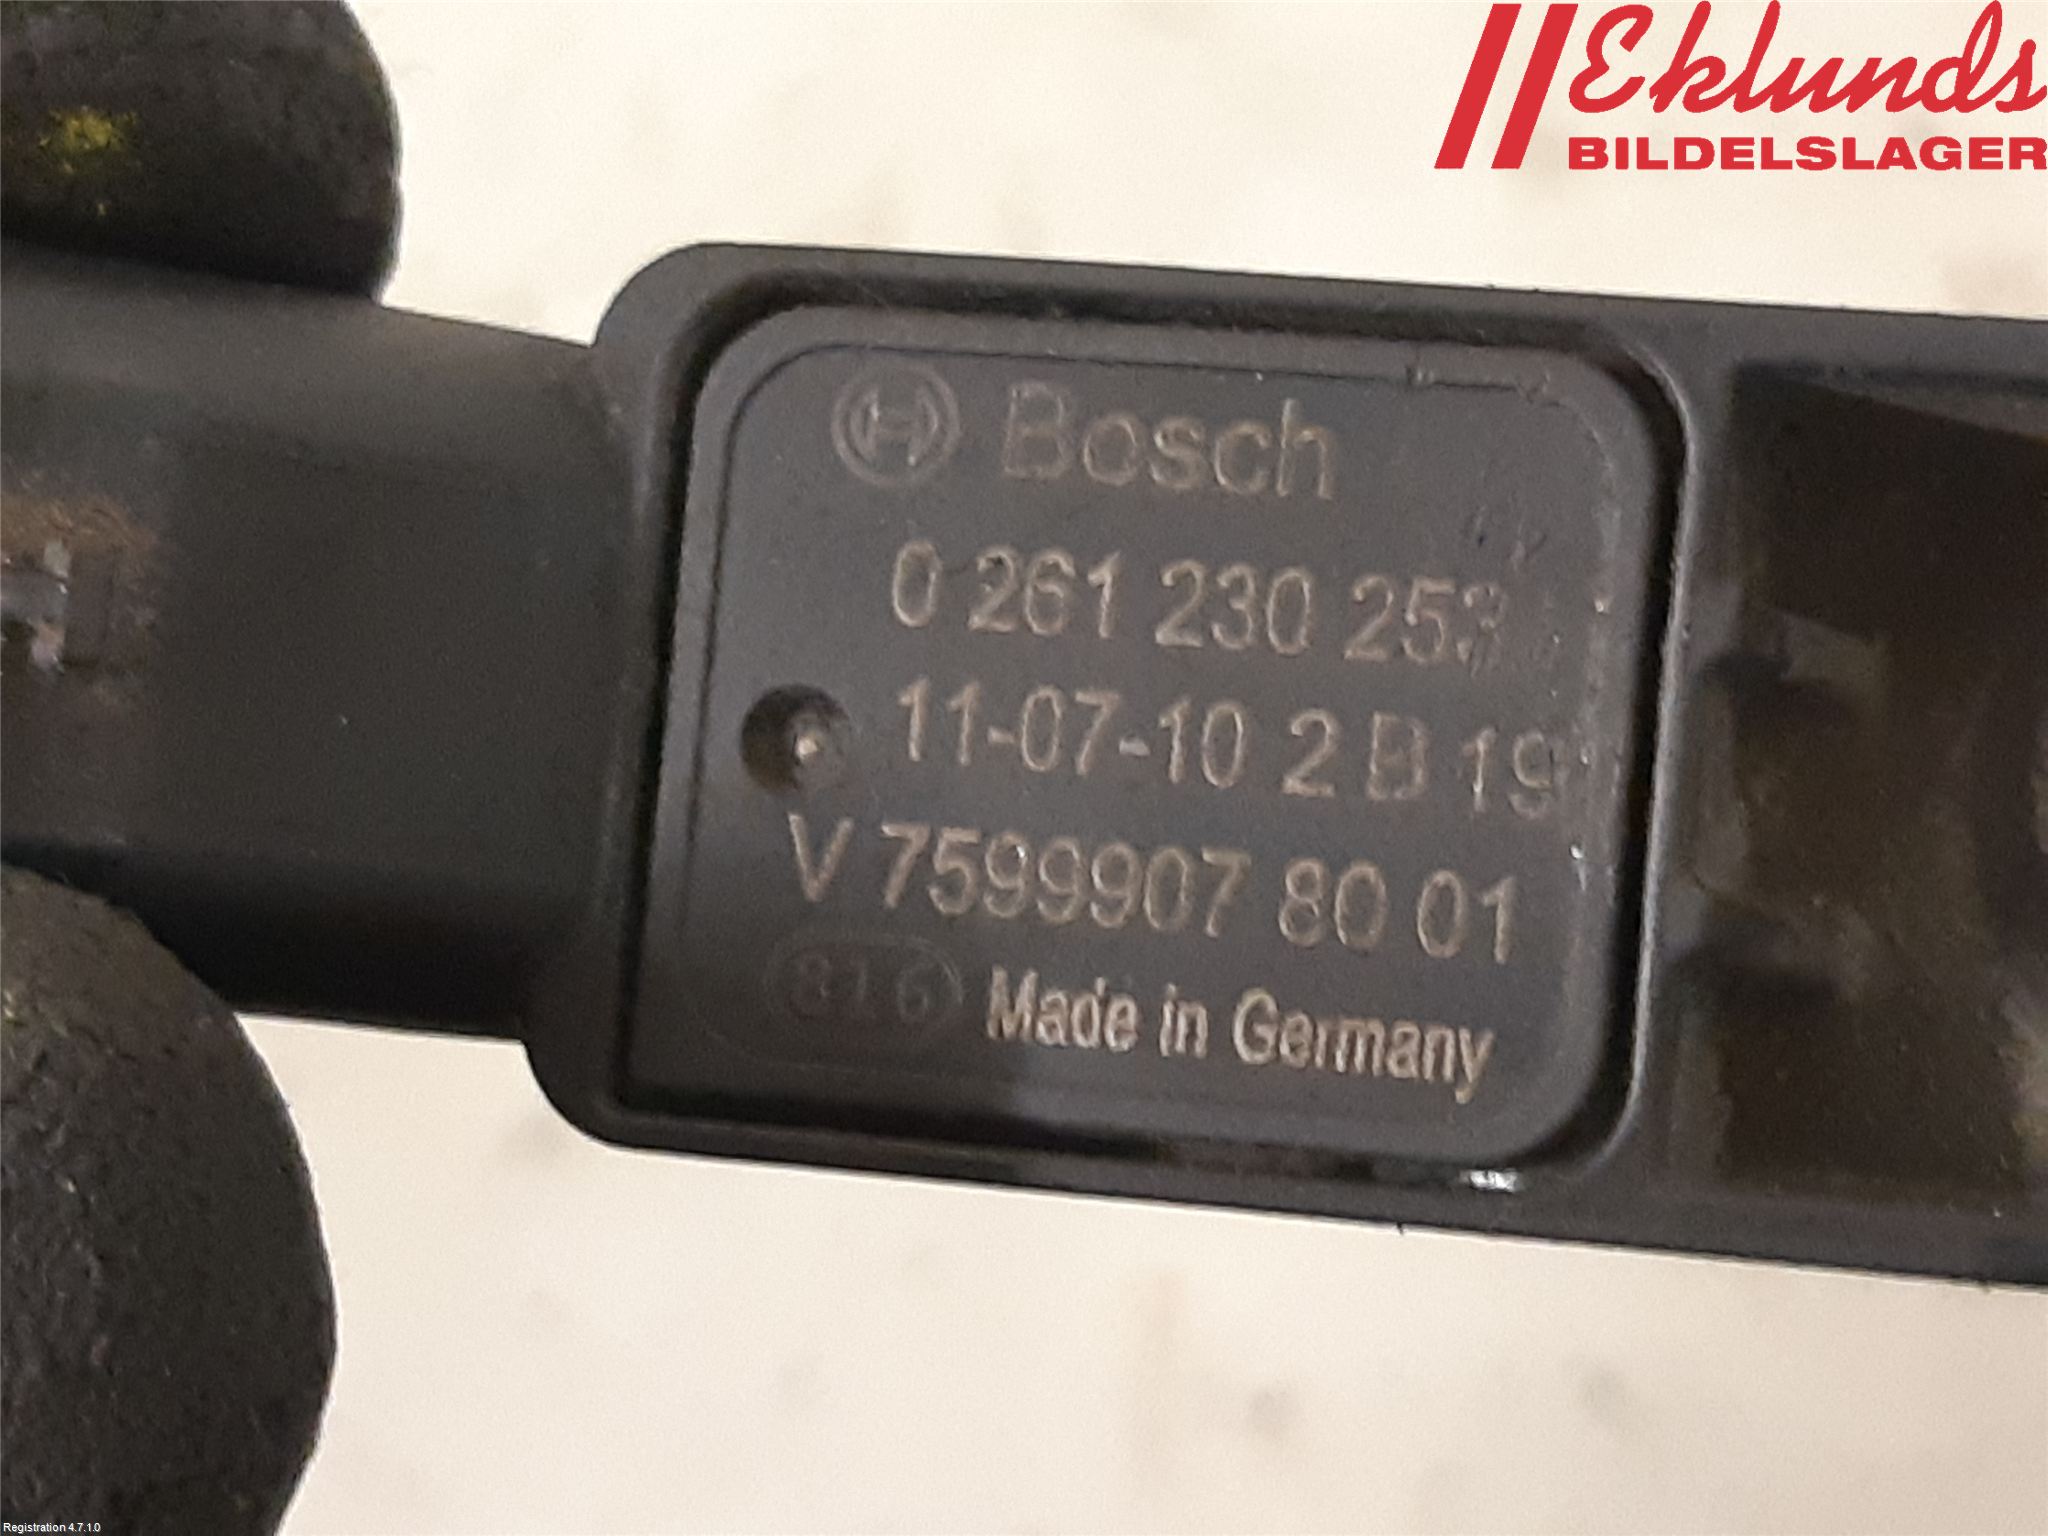 Eklunds
BILDELSLAGER
Bosch
0 261 230 253
11-07-10 2 B 19
V 7599907 80 01
816 Made in Germany
Registration 4.7.1.0